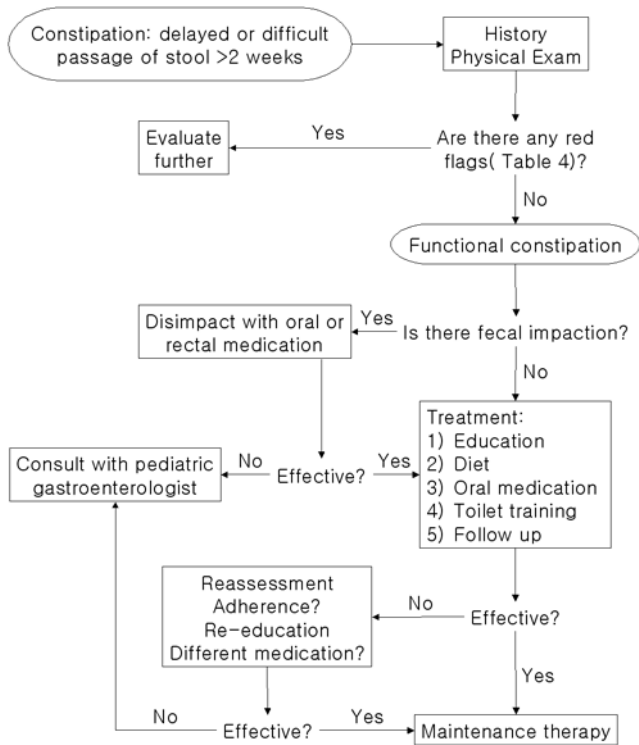 Constipation: delayed or difficult
passage of stool >2 weeks
History
Physical Exam
Are there any red
flags( Table 4)?
Yes
Evaluate
further
No
Functional constipation
Is there fecal impaction?
Yes
Disimpact with oral or
rectal medication
No
Treatment:
1) Education
2) Diet
3) Oral medication
4) Toilet training
5) Follow up
Effective?
Yes
No
Consult with pediatric
gastroenterologist
Effective?
No
Reassessment
Adherence?
Re-education
Different medication?
Yes
Effective?
No
Yes
Maintenance therapy